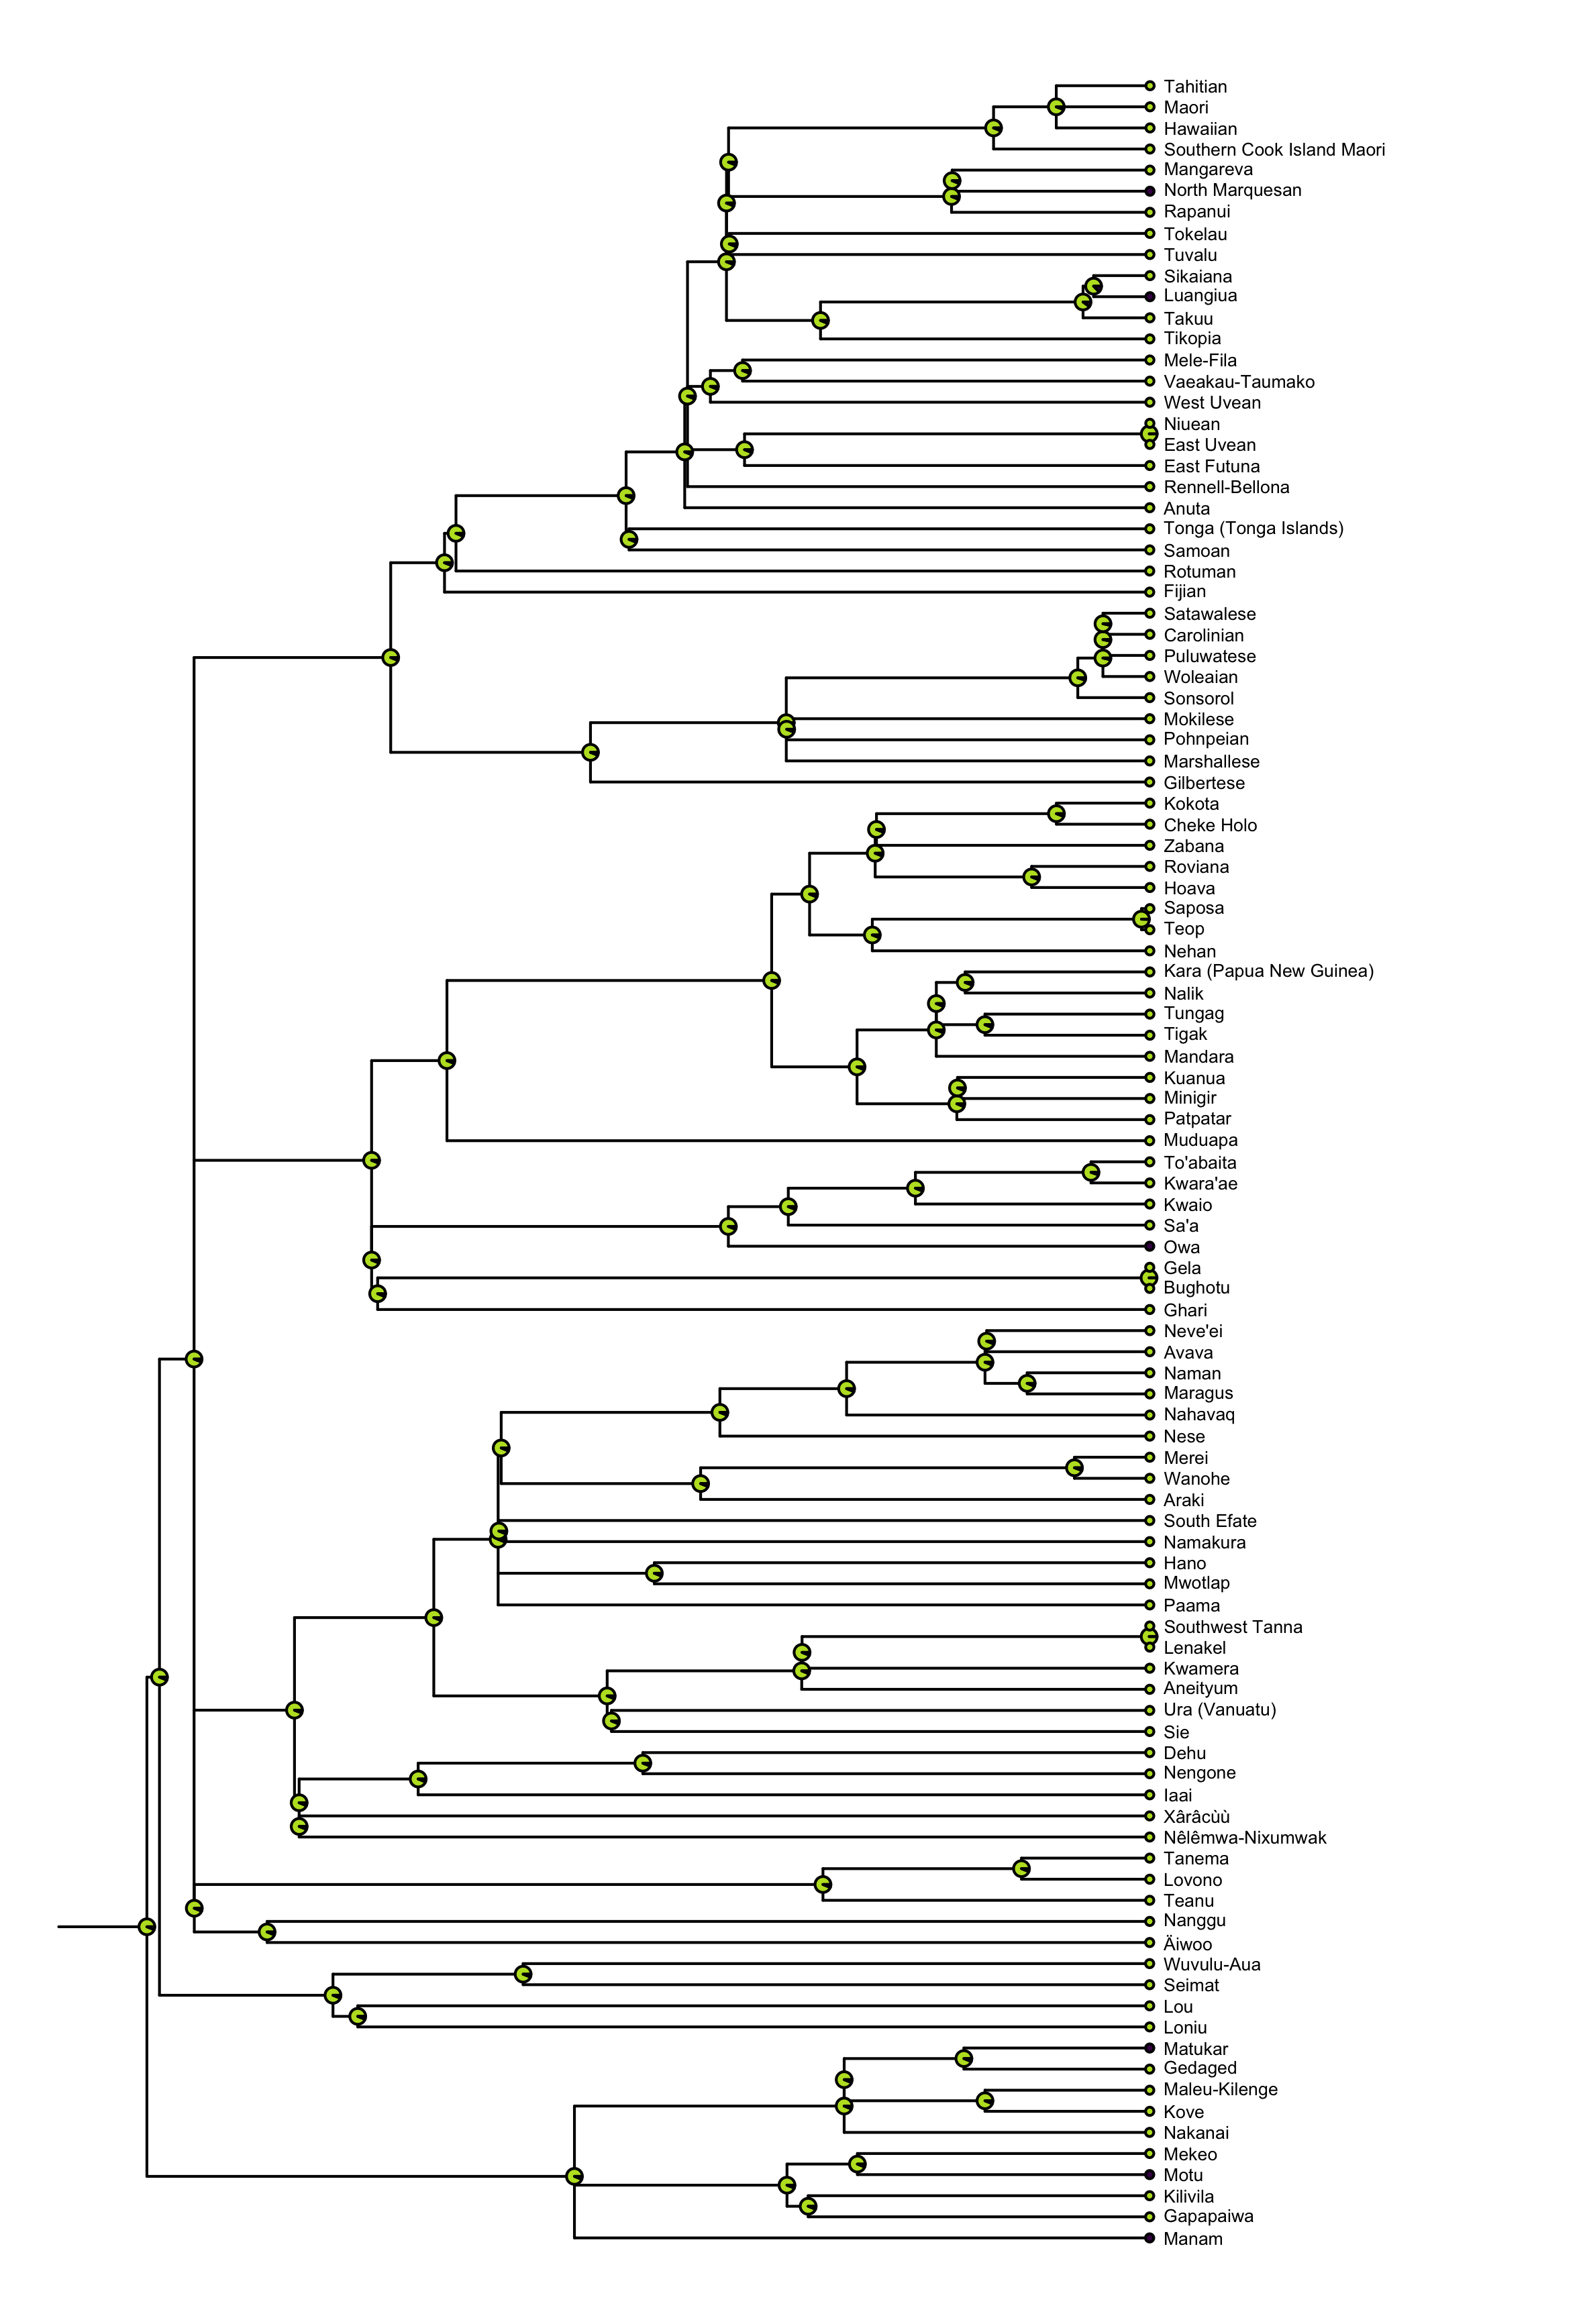 Tahitian
Maori
Hawaiian
Southern Cook Island Maori
Mangareva
North Marquesan
Rapanui
Tokelau
Tuvalu
Sikaiana
Luangiua
Takuu
Tikopia
Mele-Fila
Vaeakau-Taumako
West Uvean
Niuean
East Uvean
East Futuna
Rennell-Bellona
Anuta
Tonga (Tonga Islands)
Samoan
Rotuman
Fijian
Satawalese
Carolinian
Puluwatese
Woleaian
Sonsorol
Mokilese
Pohnpeian
Marshallese
Gilbertese
Kokota
Cheke Holo
Zabana
Roviana
Hoava
Saposa
Teop
Nehan
Kara (Papua New Guinea)
Nalik
Tungag
Tigak
Mandara
Kuanua
Minigir
Patpatar
Muduapa
To'abaita
Kwara'ae
Kwaio
Sa'a
Owa
Gela
Bughotu
Ghari
Neve'ei
Avava
Naman
Maragus
Nahavaq
Nese
Merei
Wanohe
Araki
South Efate
Namakura
Hano
Mwotlap
Paama
Southwest Tanna
Lenakel
Kwamera
Aneityum
Ura (Vanuatu)
Sie
Dehu
Nengone
Iaai
Xârâcùù
Nêlêmwa-Nixumwak
Tanema
Lovono
Teanu
Nanggu
Äiwoo
Wuvulu-Aua
Seimat
Lou
Loniu
Matukar
Gedaged
Maleu-Kilenge
Kove
Nakanai
Mekeo
Motu
Kilivila
Gapapaiwa
Manam